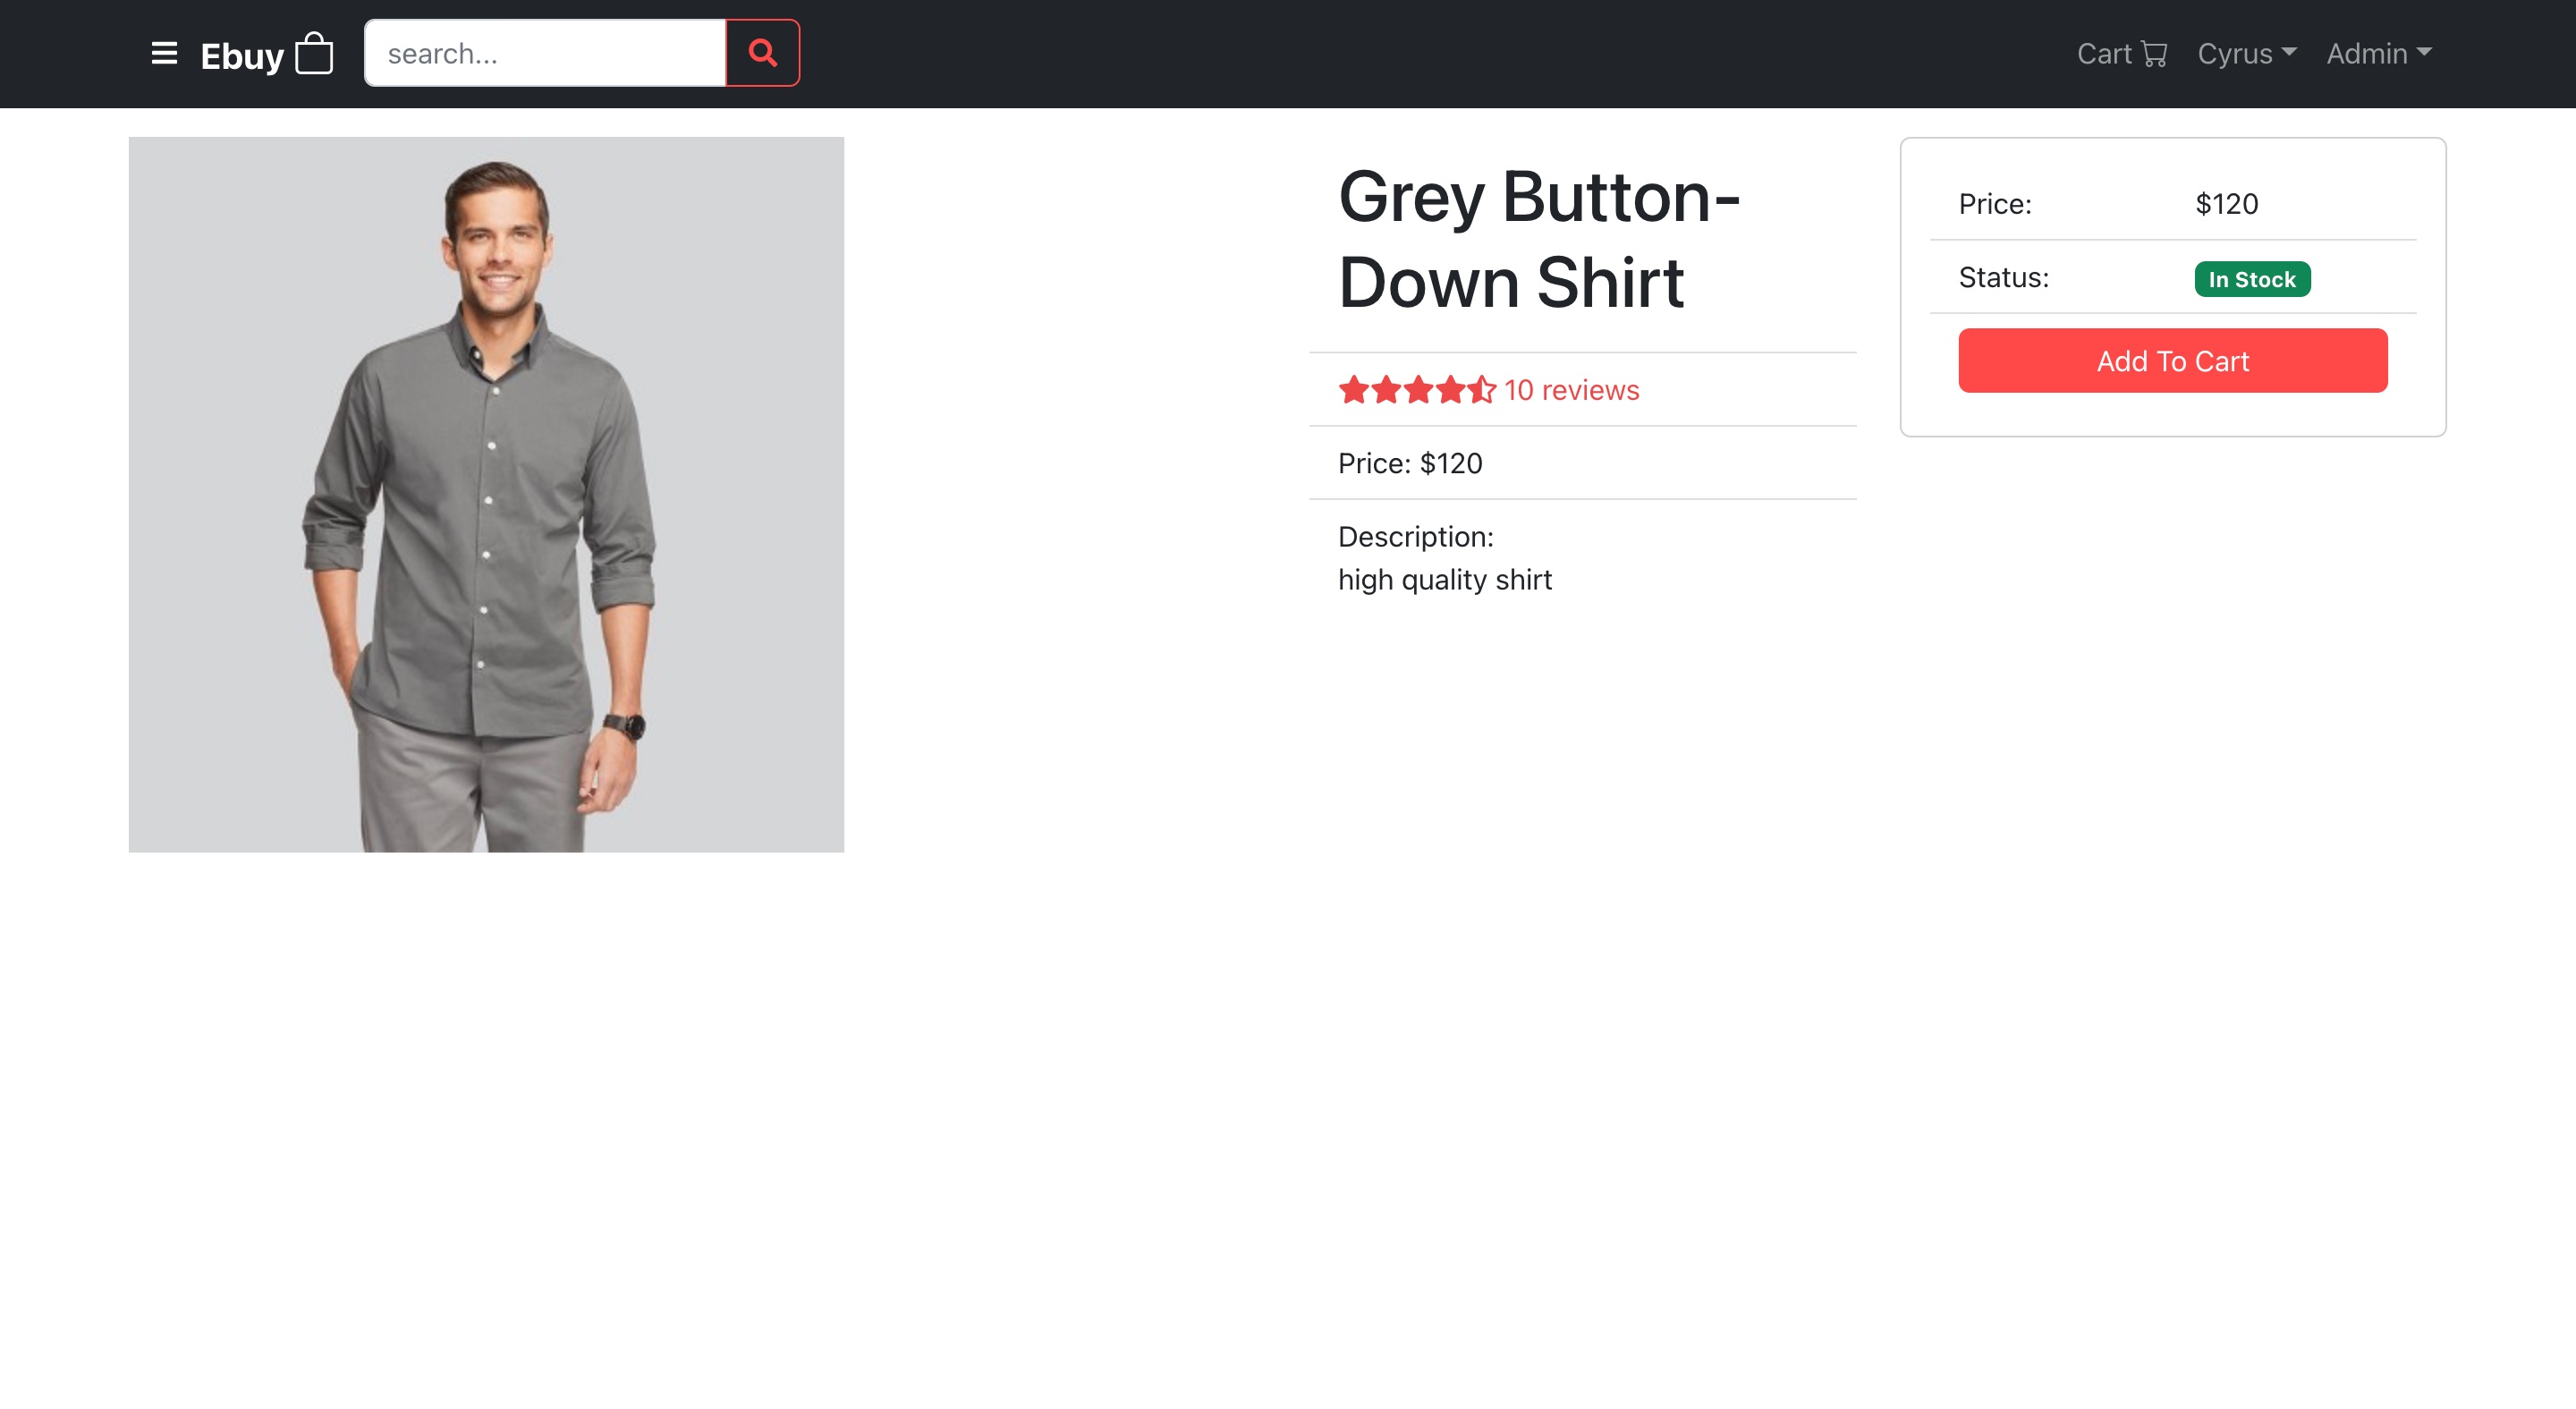 Ebuy
search...
Cart
Cyrus
Admin
Grey Button-
Down Shirt
10 reviews
Price: $120
Description:
high quality shirt
Price: $120
Status: In Stock
Add To Cart